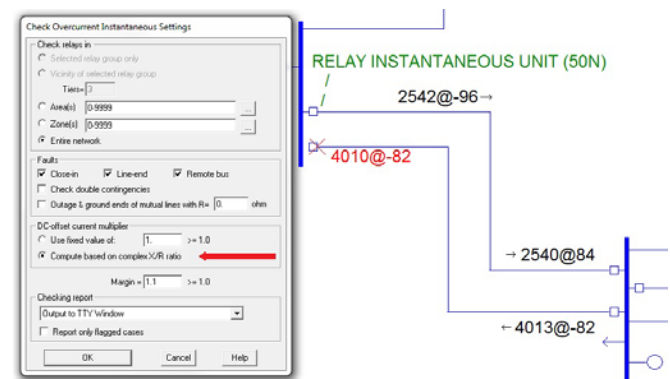 Check Overcurrent Instantaneous Settings
Check relays in
Selected relay group only
Vicinity of selected relay group
Tiers= 3
Area(s) 0-9999 ...
Zone(s) 0-9999 ...
Entire network
Faults
Close-in Line-end Remote bus
Check double contingencies
Outage & ground ends of mutual lines with R= 0. ohm
DC-offset current multiplier
Use fixed value of: 1. >= 1.0
Compute based on complex X/R ratio
Margin = 1.1 >= 1.0
Checking report
Output to TTY Window
Report only flagged cases
OK Cancel Help
RELAY INSTANTANEOUS UNIT (50N)
2542@-96→
4010@-82
→2540@84
←4013@-82